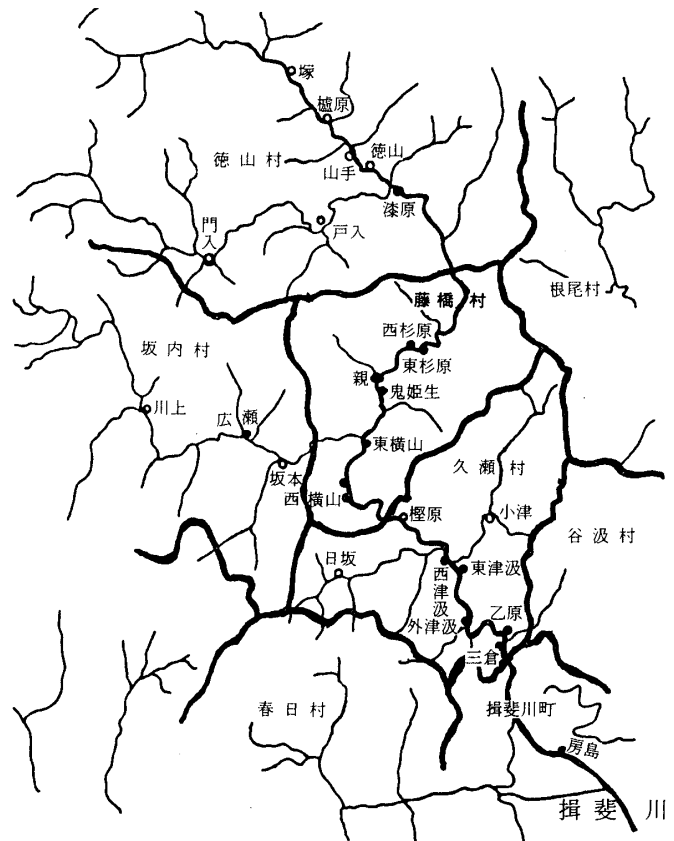 塚
櫨原
徳山村
山手
徳山
漆原
門入
戸入
藤橋村
根尾村
西杉原
東杉原
坂内村
親
鬼姫生
川上
広瀬
東横山
坂本
西横山
久瀬村
樫原
小津
谷汲村
日坂
西津汲
東津汲
外津汲
乙原
三倉
春日村
揖斐川町
房島
揖斐川